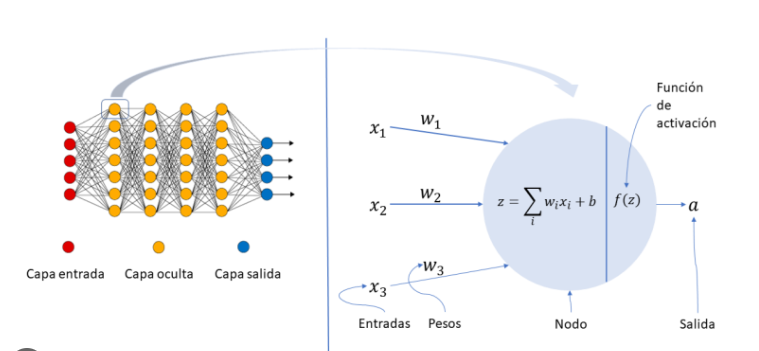 Capa entrada
Capa oculta
Capa salida
Función
de
activación
x₁
w₁
x₂
w₂
x₃
w₃
z = ∑ᵢ wᵢxᵢ + b
f(z)
a
Entradas
Pesos
Nodo
Salida